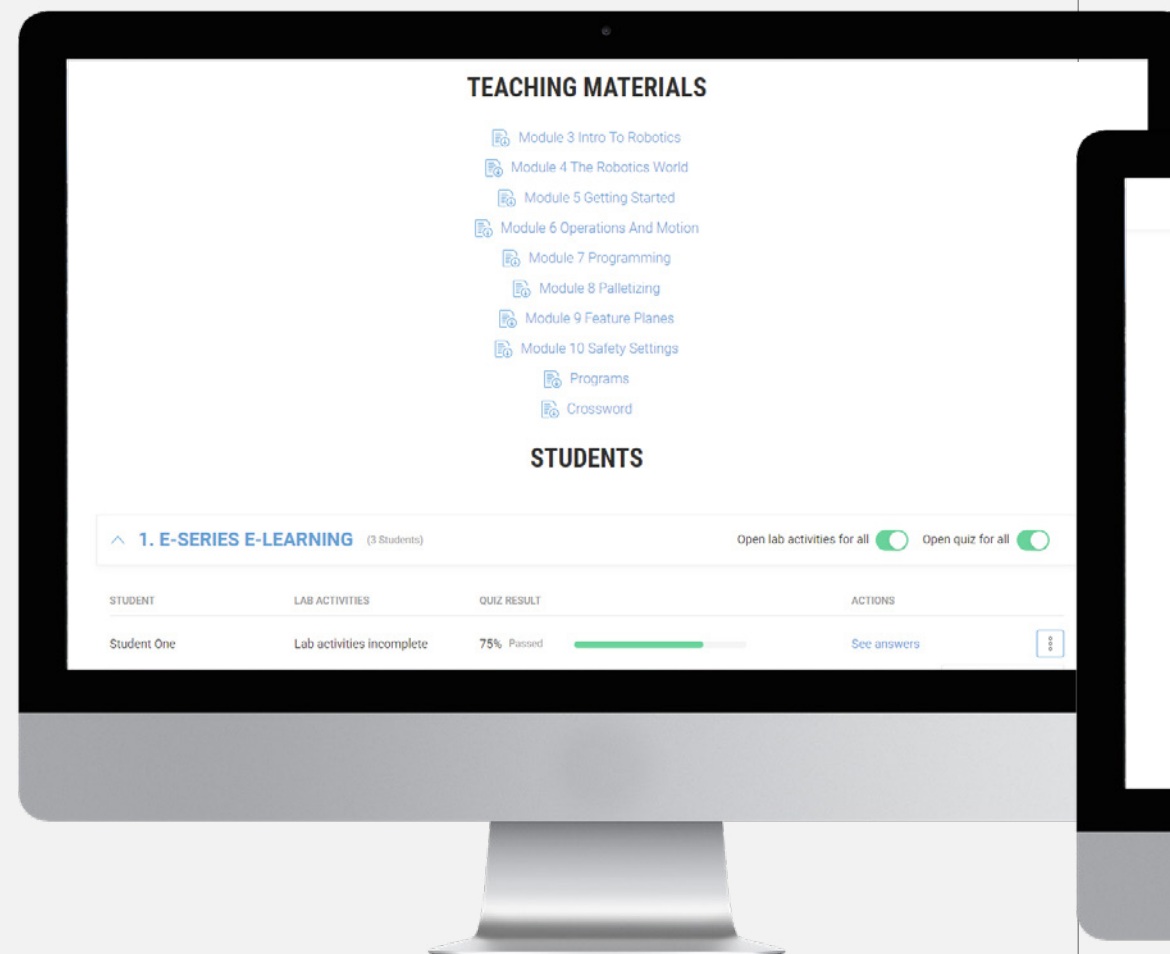 TEACHING MATERIALS
Module 3 Intro To Robotics
Module 4 The Robotics World
Module 5 Getting Started
Module 6 Operations And Motion
Module 7 Programming
Module 8 Palletizing
Module 9 Feature Planes
Module 10 Safety Settings
Programs
Crossword
STUDENTS
1. E-SERIES E-LEARNING (3 Students) Open lab activities for all Open quiz for all
STUDENT LAB ACTIVITIES QUIZ RESULT ACTIONS
Student One Lab activities incomplete 75% Passed See answers